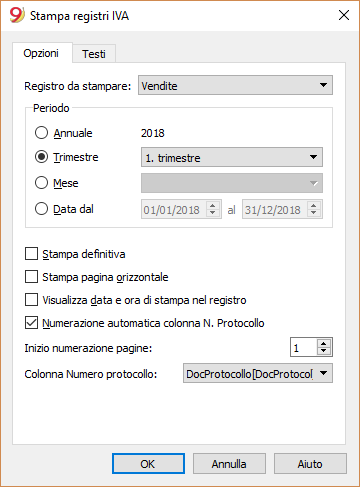 Stampa registri IVA
Opzioni Testi
Registro da stampare: Vendite
Periodo
Annuale 2018
Trimestre 1. trimestre
Mese
Data dal 01/01/2018 al 31/12/2018
Stampa definitiva
Stampa pagina orizzontale
Visualizza data e ora di stampa nel registro
Numerazione automatica colonna N. Protocollo
Inizio numerazione pagine: 1
Colonna Numero protocollo: DocProtocollo[DocProtocol
OK Annulla Aiuto